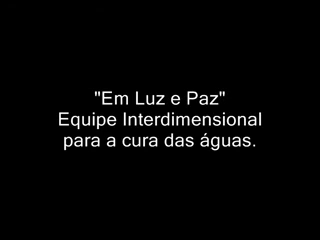 "Em Luz e Paz"
Equipe Interdimensional
para a cura das águas.